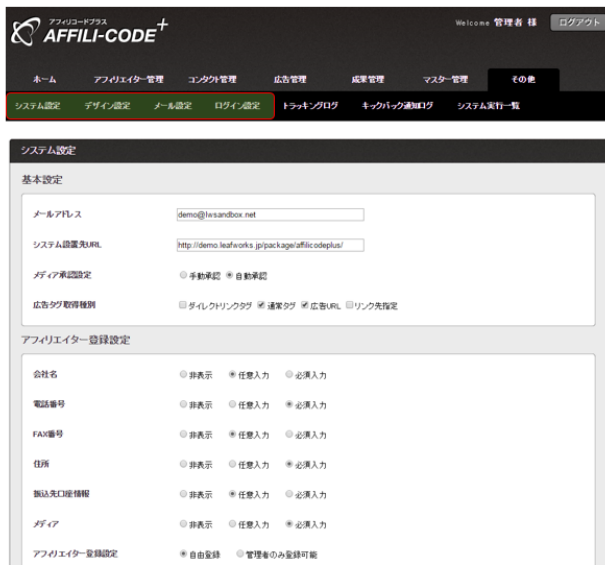 アフィリコードプラス
AFFILI-CODE+
Welcome 管理者 様 ログアウト
ホーム アフィリエイター管理 コンタクト管理 広告管理 成果管理 マスター管理 その他
システム設定 デザイン設定 メール設定 ログイン設定 トラッキングログ キックバック通知ログ システム実行一覧
システム設定
基本設定
メールアドレス demo@lwsandbox.net
システム設置先URL http://demo.leafworks.jp/package/affilicodeplus/
メディア承認設定 手動承認 自動承認
広告タグ取得種別 ダイレクトリンクタグ 通常タグ 広告URL リンク先指定
アフィリエイター登録設定
会社名 非表示 任意入力 必須入力
電話番号 非表示 任意入力 必須入力
FAX番号 非表示 任意入力 必須入力
住所 非表示 任意入力 必須入力
振込先口座情報 非表示 任意入力 必須入力
メディア 非表示 任意入力 必須入力
アフィリエイター登録設定 自由登録 管理者のみ登録可能